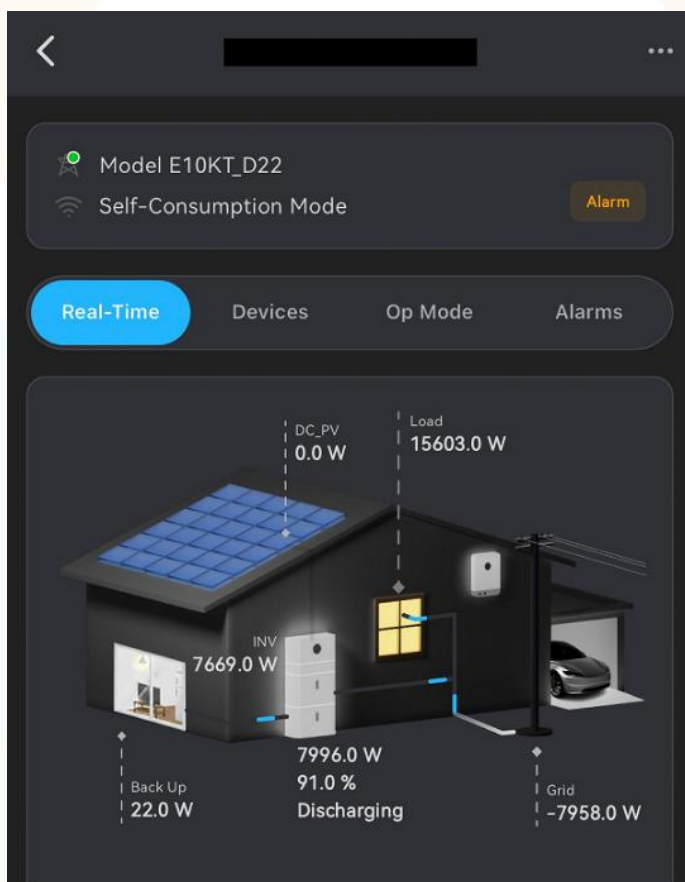 Model E10KT_D22
Self-Consumption Mode
Alarm
Real-Time
Devices
Op Mode
Alarms
DC_PV
0.0 W
Load
15603.0 W
INV
7669.0 W
7996.0 W
91.0 %
Discharging
Back Up
22.0 W
Grid
-7958.0 W